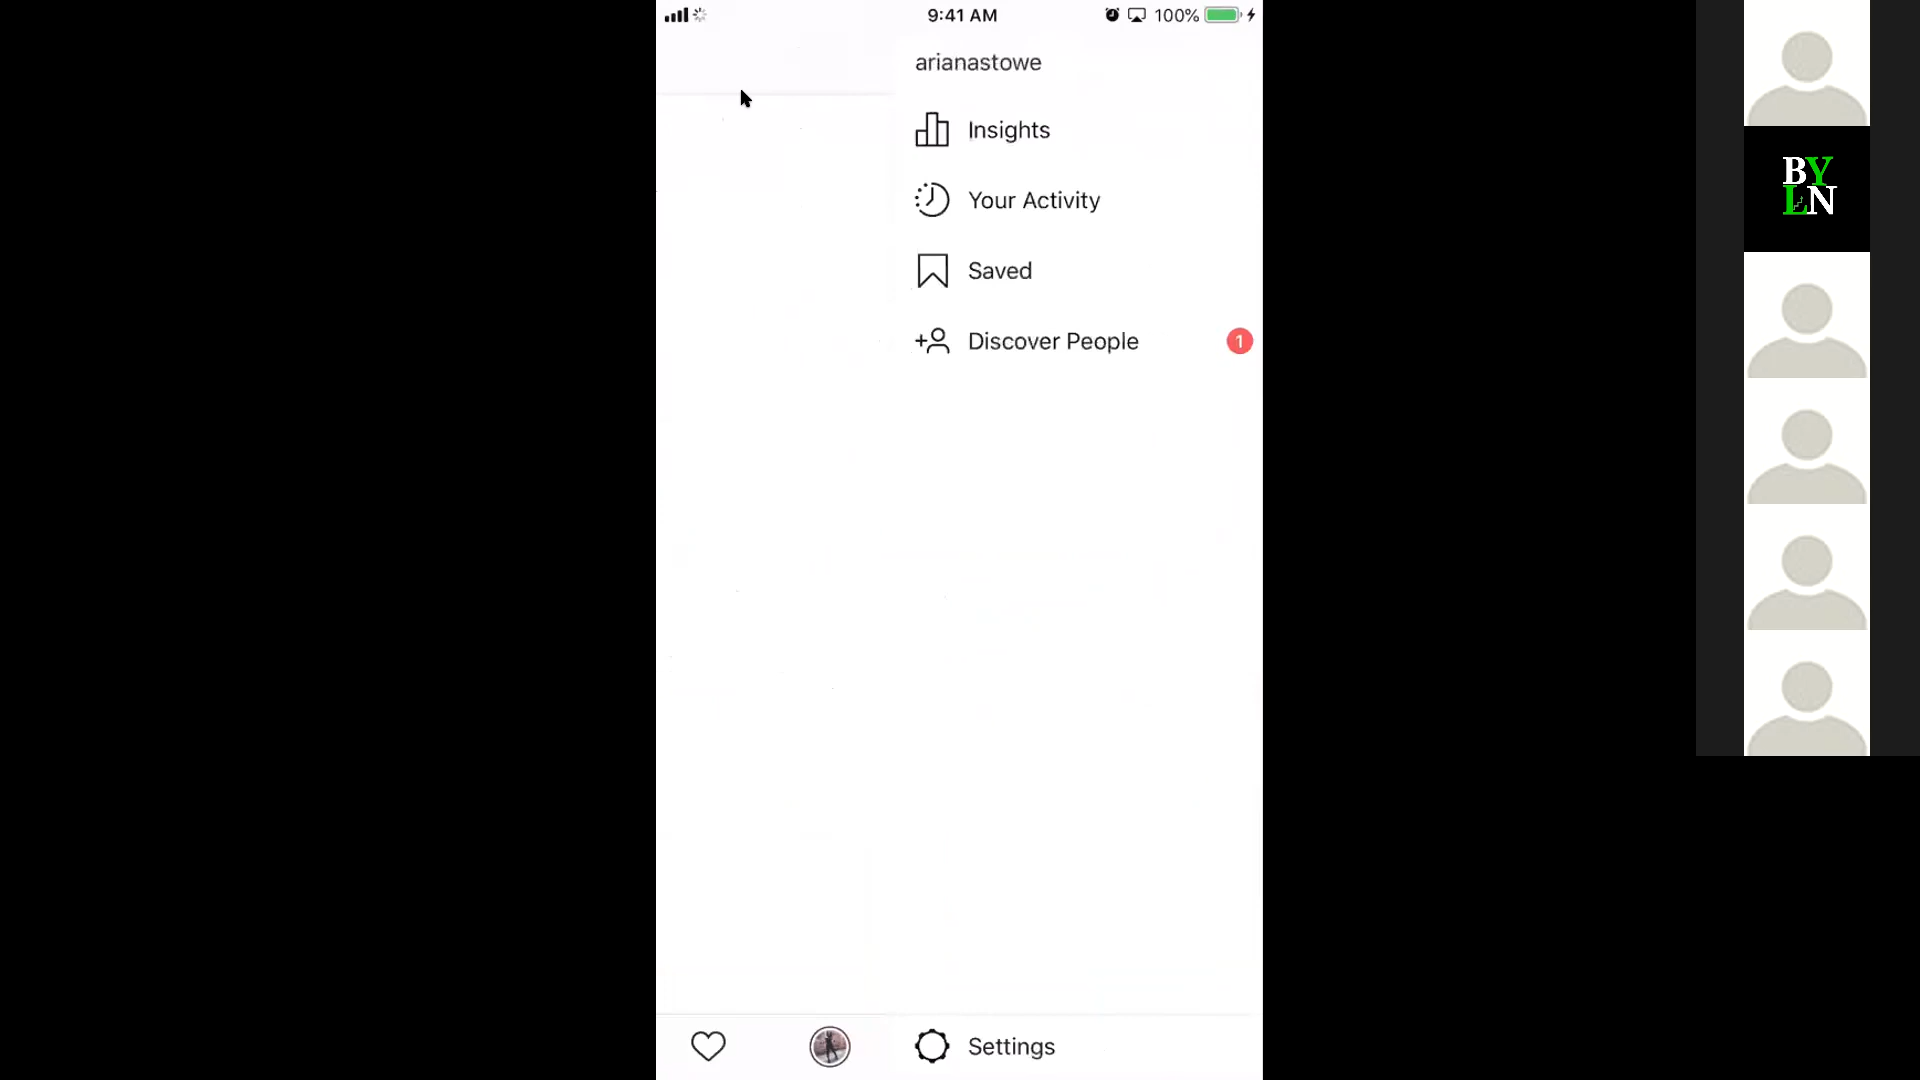 9:41 AM
100%
arianastowe
Insights
Your Activity
Saved
Discover People
1
Settings
BY
LN